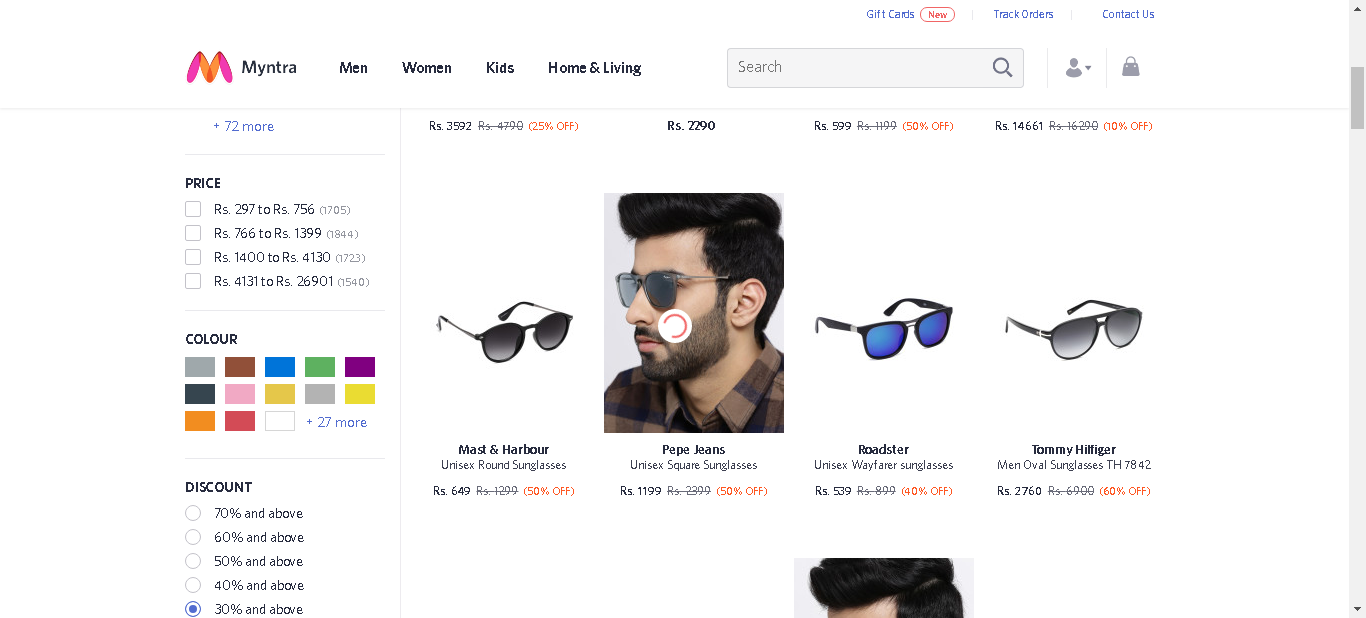 Gift Cards New Track Orders Contact Us
Myntra Men Women Kids Home & Living Search
+ 72 more
PRICE
Rs. 297 to Rs. 756 (1705)
Rs. 766 to Rs. 1399 (1844)
Rs. 1400 to Rs. 4130 (1723)
Rs. 4131 to Rs. 26901 (1540)
COLOUR
+ 27 more
DISCOUNT
70% and above
60% and above
50% and above
40% and above
30% and above
Rs. 3592 Rs. 4790 (25% OFF)
Rs. 2290
Rs. 599 Rs. 1199 (50% OFF)
Rs. 14661 Rs. 16290 (10% OFF)
Mast & Harbour
Unisex Round Sunglasses
Rs. 649 Rs. 1299 (50% OFF)
Pepe Jeans
Unisex Square Sunglasses
Rs. 1199 Rs. 2399 (50% OFF)
Roadster
Unisex Wayfarer sunglasses
Rs. 539 Rs. 899 (40% OFF)
Tommy Hilfiger
Men Oval Sunglasses TH 7842
Rs. 2760 Rs. 6900 (60% OFF)